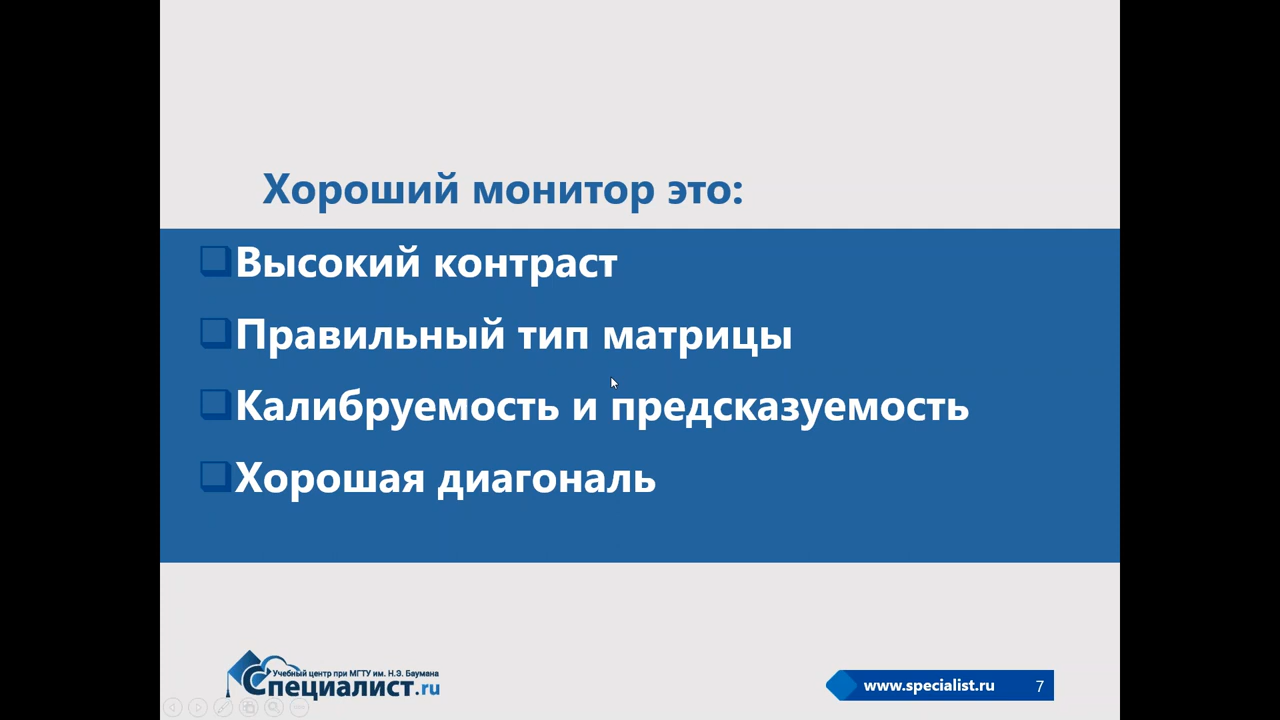 Хороший монитор это:
Высокий контраст
Правильный тип матрицы
Калибруемость и предсказуемость
Хорошая диагональ
Учебный центр при МГТУ им. Н.Э. Баумана
Специалист.ru
www.specialist.ru 7